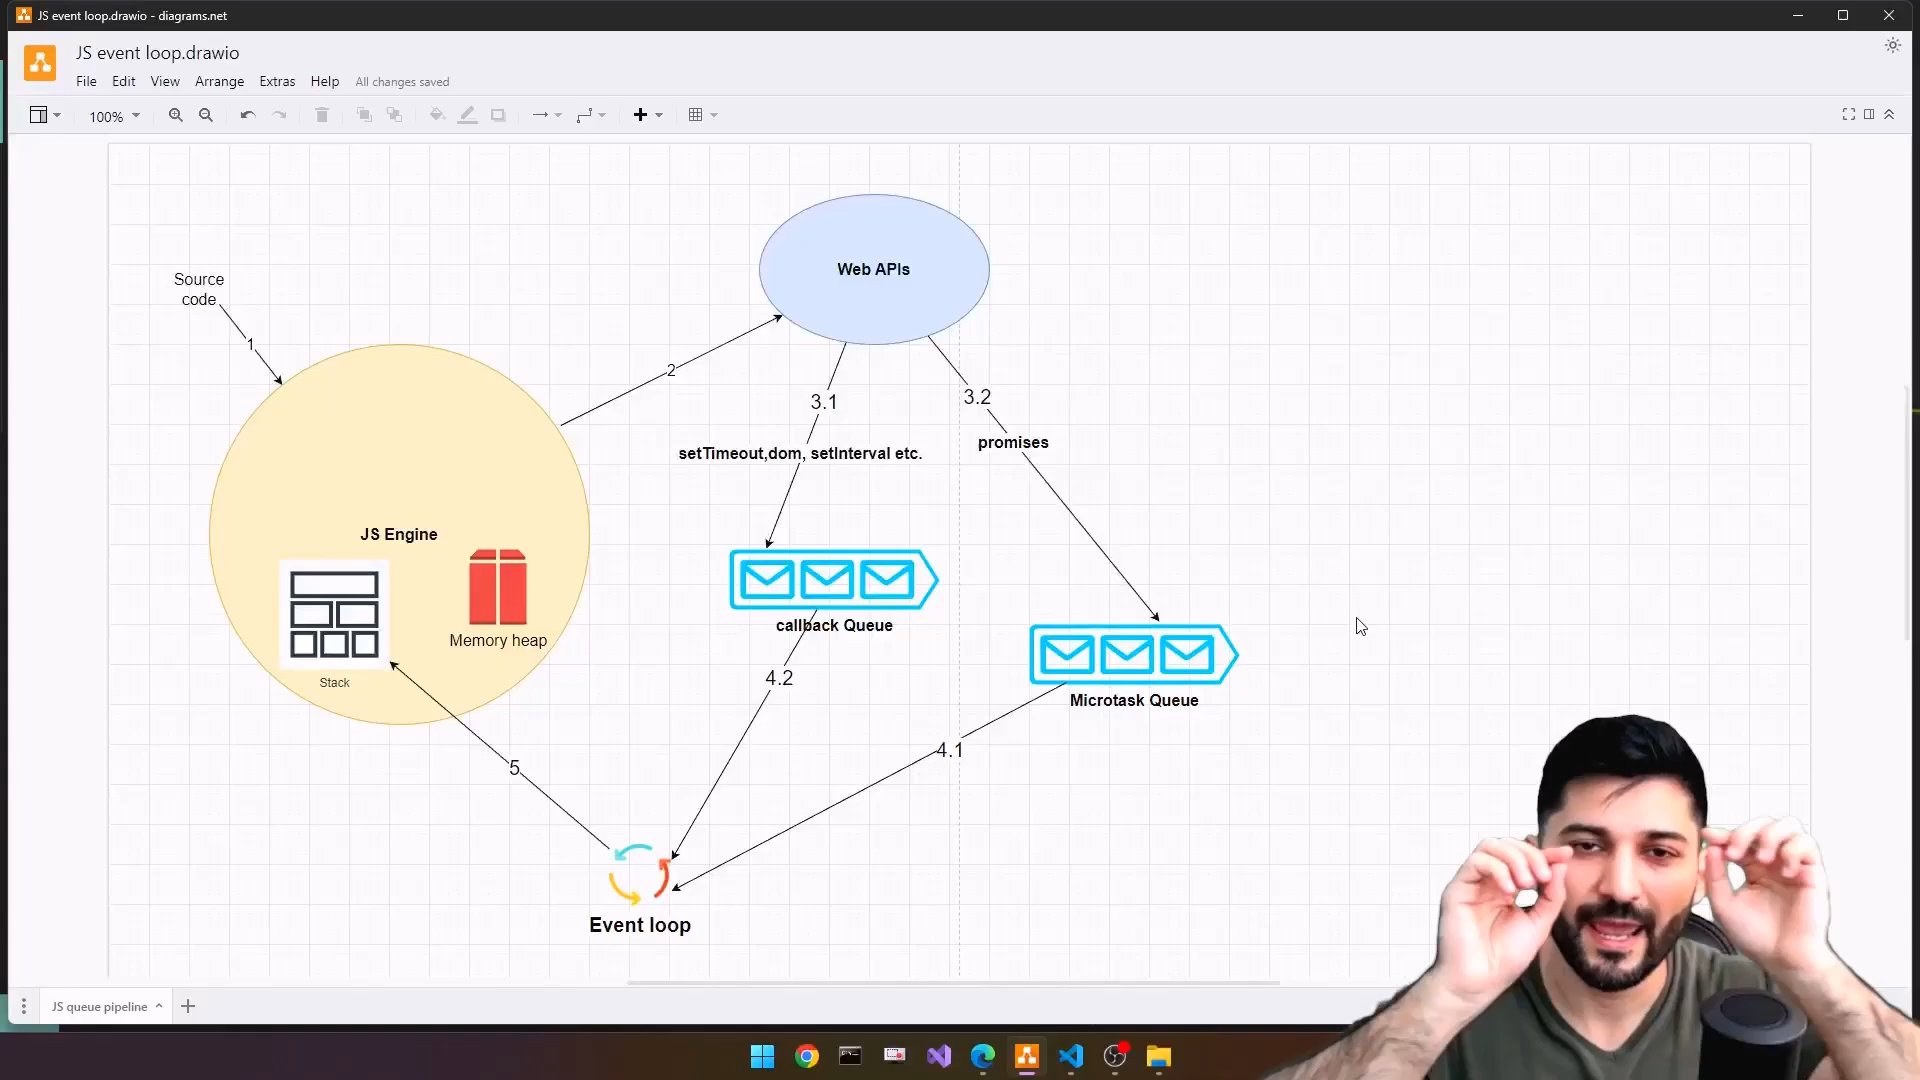 JS event loop.drawio - diagrams.net
JS event loop.drawio
File Edit View Arrange Extras Help All changes saved
100%
Web APIs
Source
code
1
2
3.1
3.2
promises
setTimeout,dom, setInterval etc.
JS Engine
Memory heap
Stack
callback Queue
4.2
Microtask Queue
4.1
5
Event loop
JS queue pipeline